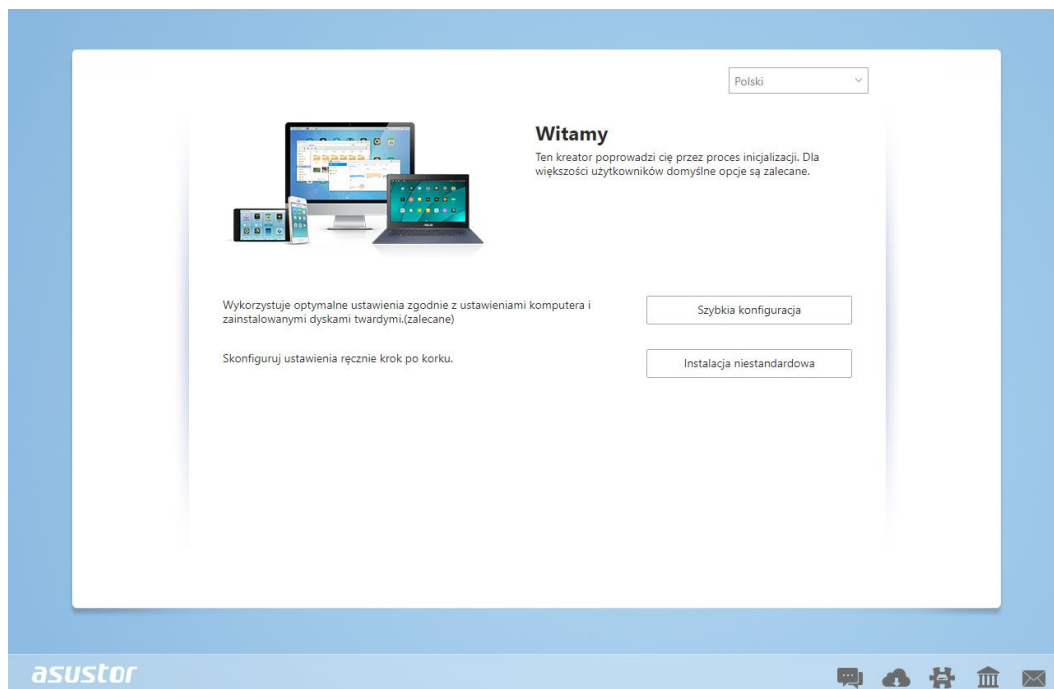 Polski
Witamy
Ten kreator poprowadzi cię przez proces inicjalizacji. Dla
większości użytkowników domyślne opcje są zalecane.
Wykorzystuje optymalne ustawienia zgodnie z ustawieniami komputera i
zainstalowanymi dyskami twardymi.(zalecane)
Szybkia konfiguracja
Skonfiguruj ustawienia ręcznie krok po korku.
Instalacja niestandardowa
asustor